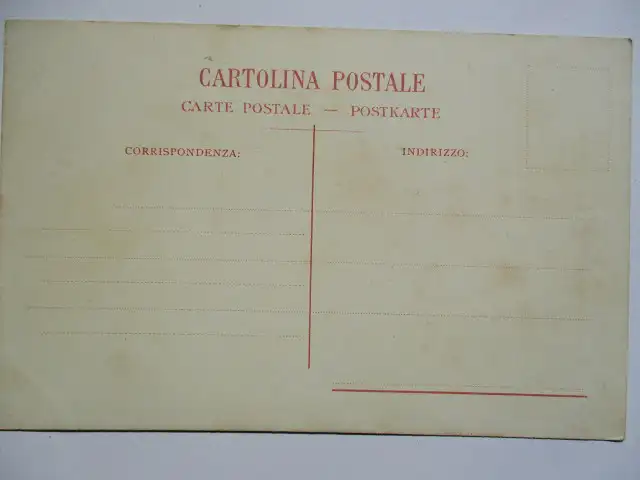 CARTOLINA POSTALE
CARTE POSTALE — POSTKARTE
CORRISPONDENZA:
INDIRIZZO: